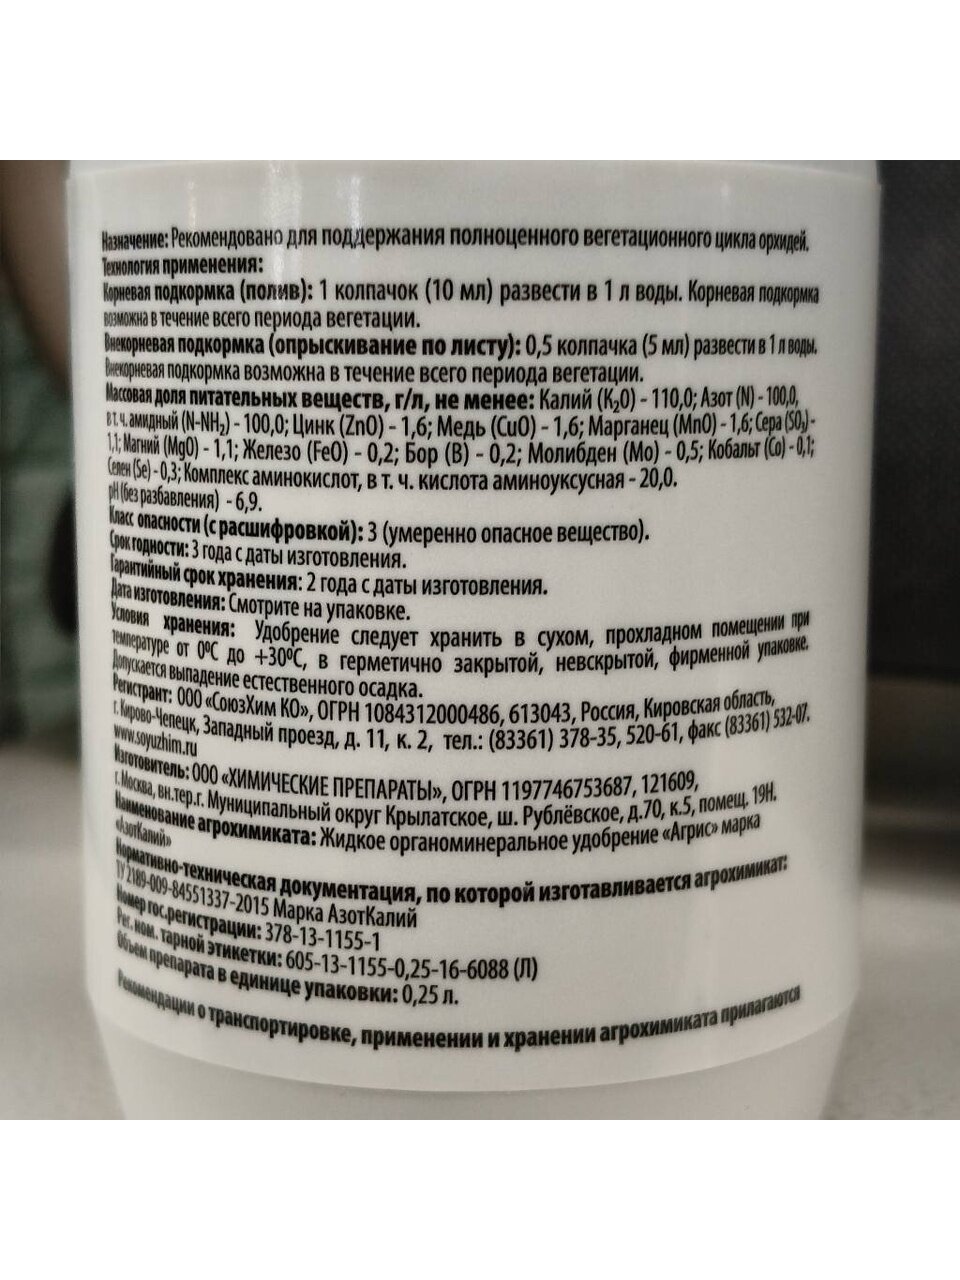 Назначение: Рекомендовано для поддержания полноценного вегетационного цикла орхидей.
Технология применения:
Корневая подкормка (полив): 1 колпачок (10 мл) развести в 1 л воды. Корневая подкормка
возможна в течение всего периода вегетации.
Внекорневая подкормка (опрыскивание по листу): 0,5 колпачка (5 мл) развести в 1 л воды.
Внекорневая подкормка возможна в течение всего периода вегетации.
Массовая доля питательных веществ, г/л, не менее: Калий (K₂O) - 110,0; Азот (N) - 100,0,
в т. ч. амидный (N-NH₂) - 100,0; Цинк (ZnO) - 1,6; Медь (CuO) - 1,6; Марганец (MnO) - 1,6; Сера (SO₃) -
1,1; Магний (MgO) - 1,1; Железо (FeO) - 0,2; Бор (B) - 0,2; Молибден (Mo) - 0,5; Кобальт (Co) - 0,1;
Селен (Se) - 0,3; Комплекс аминокислот, в т. ч. кислота аминоуксусная - 20,0.
pH (без разбавления) - 6,9.
Класс опасности (с расшифровкой): 3 (умеренно опасное вещество).
Срок годности: 3 года с даты изготовления.
Гарантийный срок хранения: 2 года с даты изготовления.
Дата изготовления: Смотрите на упаковке.
Условия хранения: Удобрение следует хранить в сухом, прохладном помещении при
температуре от 0⁰С до +30⁰С, в герметично закрытой, невскрытой, фирменной упаковке.
Допускается выпадение естественного осадка.
Регистрант: ООО «СоюзХим КО», ОГРН 1084312000486, 613043, Россия, Кировская область,
г. Кирово-Чепецк, Западный проезд, д. 11, к. 2, тел.: (83361) 378-35, 520-61, факс (83361) 532-07.
www.soyuzhim.ru
Изготовитель: ООО «ХИМИЧЕСКИЕ ПРЕПАРАТЫ», ОГРН 1197746753687, 121609,
г. Москва, вн.тер.г. Муниципальный округ Крылатское, ш. Рублёвское, д.70, к.5, помещ. 19Н.
Наименование агрохимиката: Жидкое органоминеральное удобрение «Агрис» марка
«АзотКалий»
Нормативно-техническая документация, по которой изготавливается агрохимикат:
ТУ 2189-009-84551337-2015 Марка АзотКалий
Номер гос.регистрации: 378-13-1155-1
Рег. ном. тарной этикетки: 605-13-1155-0,25-16-6088 (Л)
Объем препарата в единице упаковки: 0,25 л.
Рекомендации о транспортировке, применении и хранении агрохимиката прилагаются